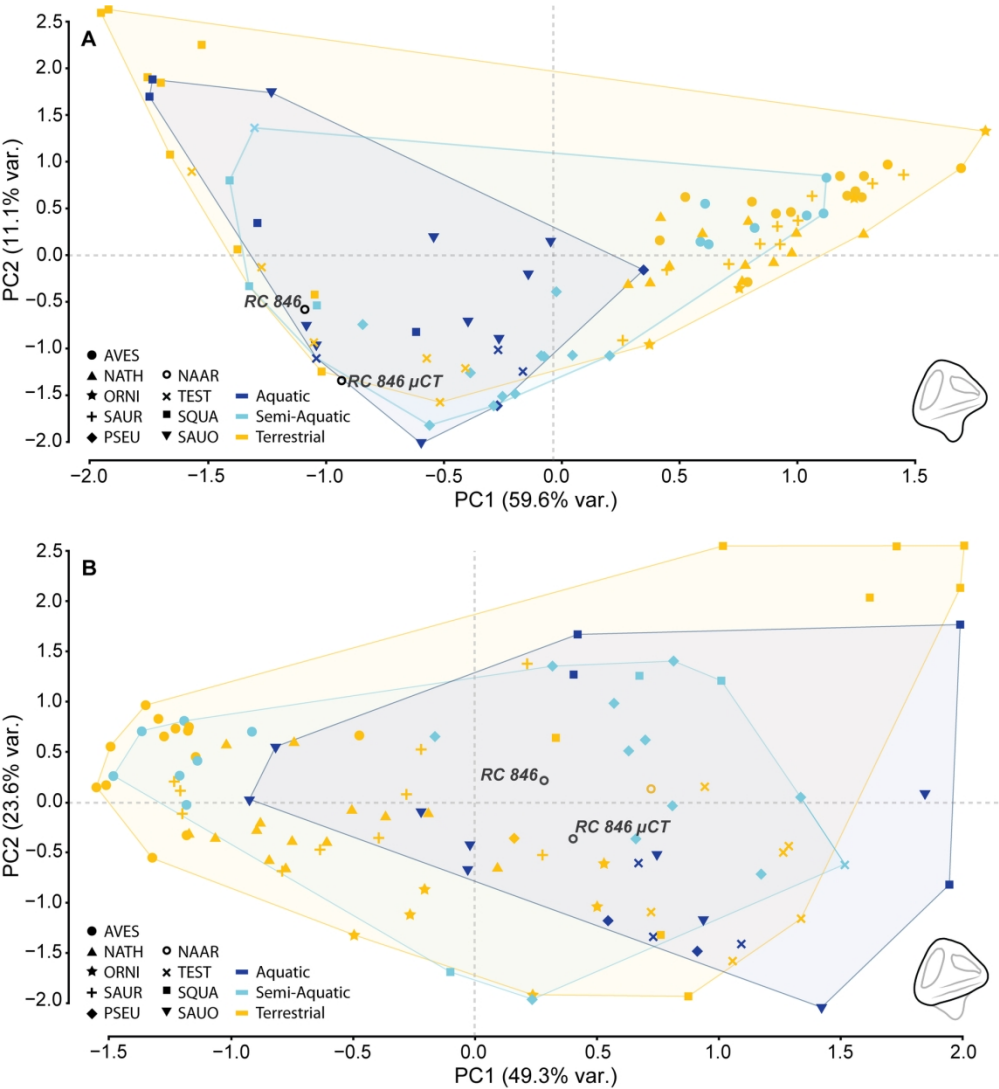 A
2.5
2.0
1.5
1.0
0.5
0.0
−0.5
−1.0
−1.5
−2.0
PC2 (11.1% var.)
RC 846
RC 846 µCT
AVES
NATH
ORNI
SAUR
PSEU
NAAR
TEST
SQUA
SAUO
Aquatic
Semi-Aquatic
Terrestrial
−2.0 −1.5 −1.0 −0.5 0.0 0.5 1.0 1.5
PC1 (59.6% var.)
B
2.5
2.0
1.5
1.0
0.5
0.0
−0.5
−1.0
−1.5
−2.0
PC2 (23.6% var.)
RC 846
RC 846 µCT
AVES
NATH
ORNI
SAUR
PSEU
NAAR
TEST
SQUA
SAUO
Aquatic
Semi-Aquatic
Terrestrial
−1.5 −1.0 −0.5 0.0 0.5 1.0 1.5 2.0
PC1 (49.3% var.)